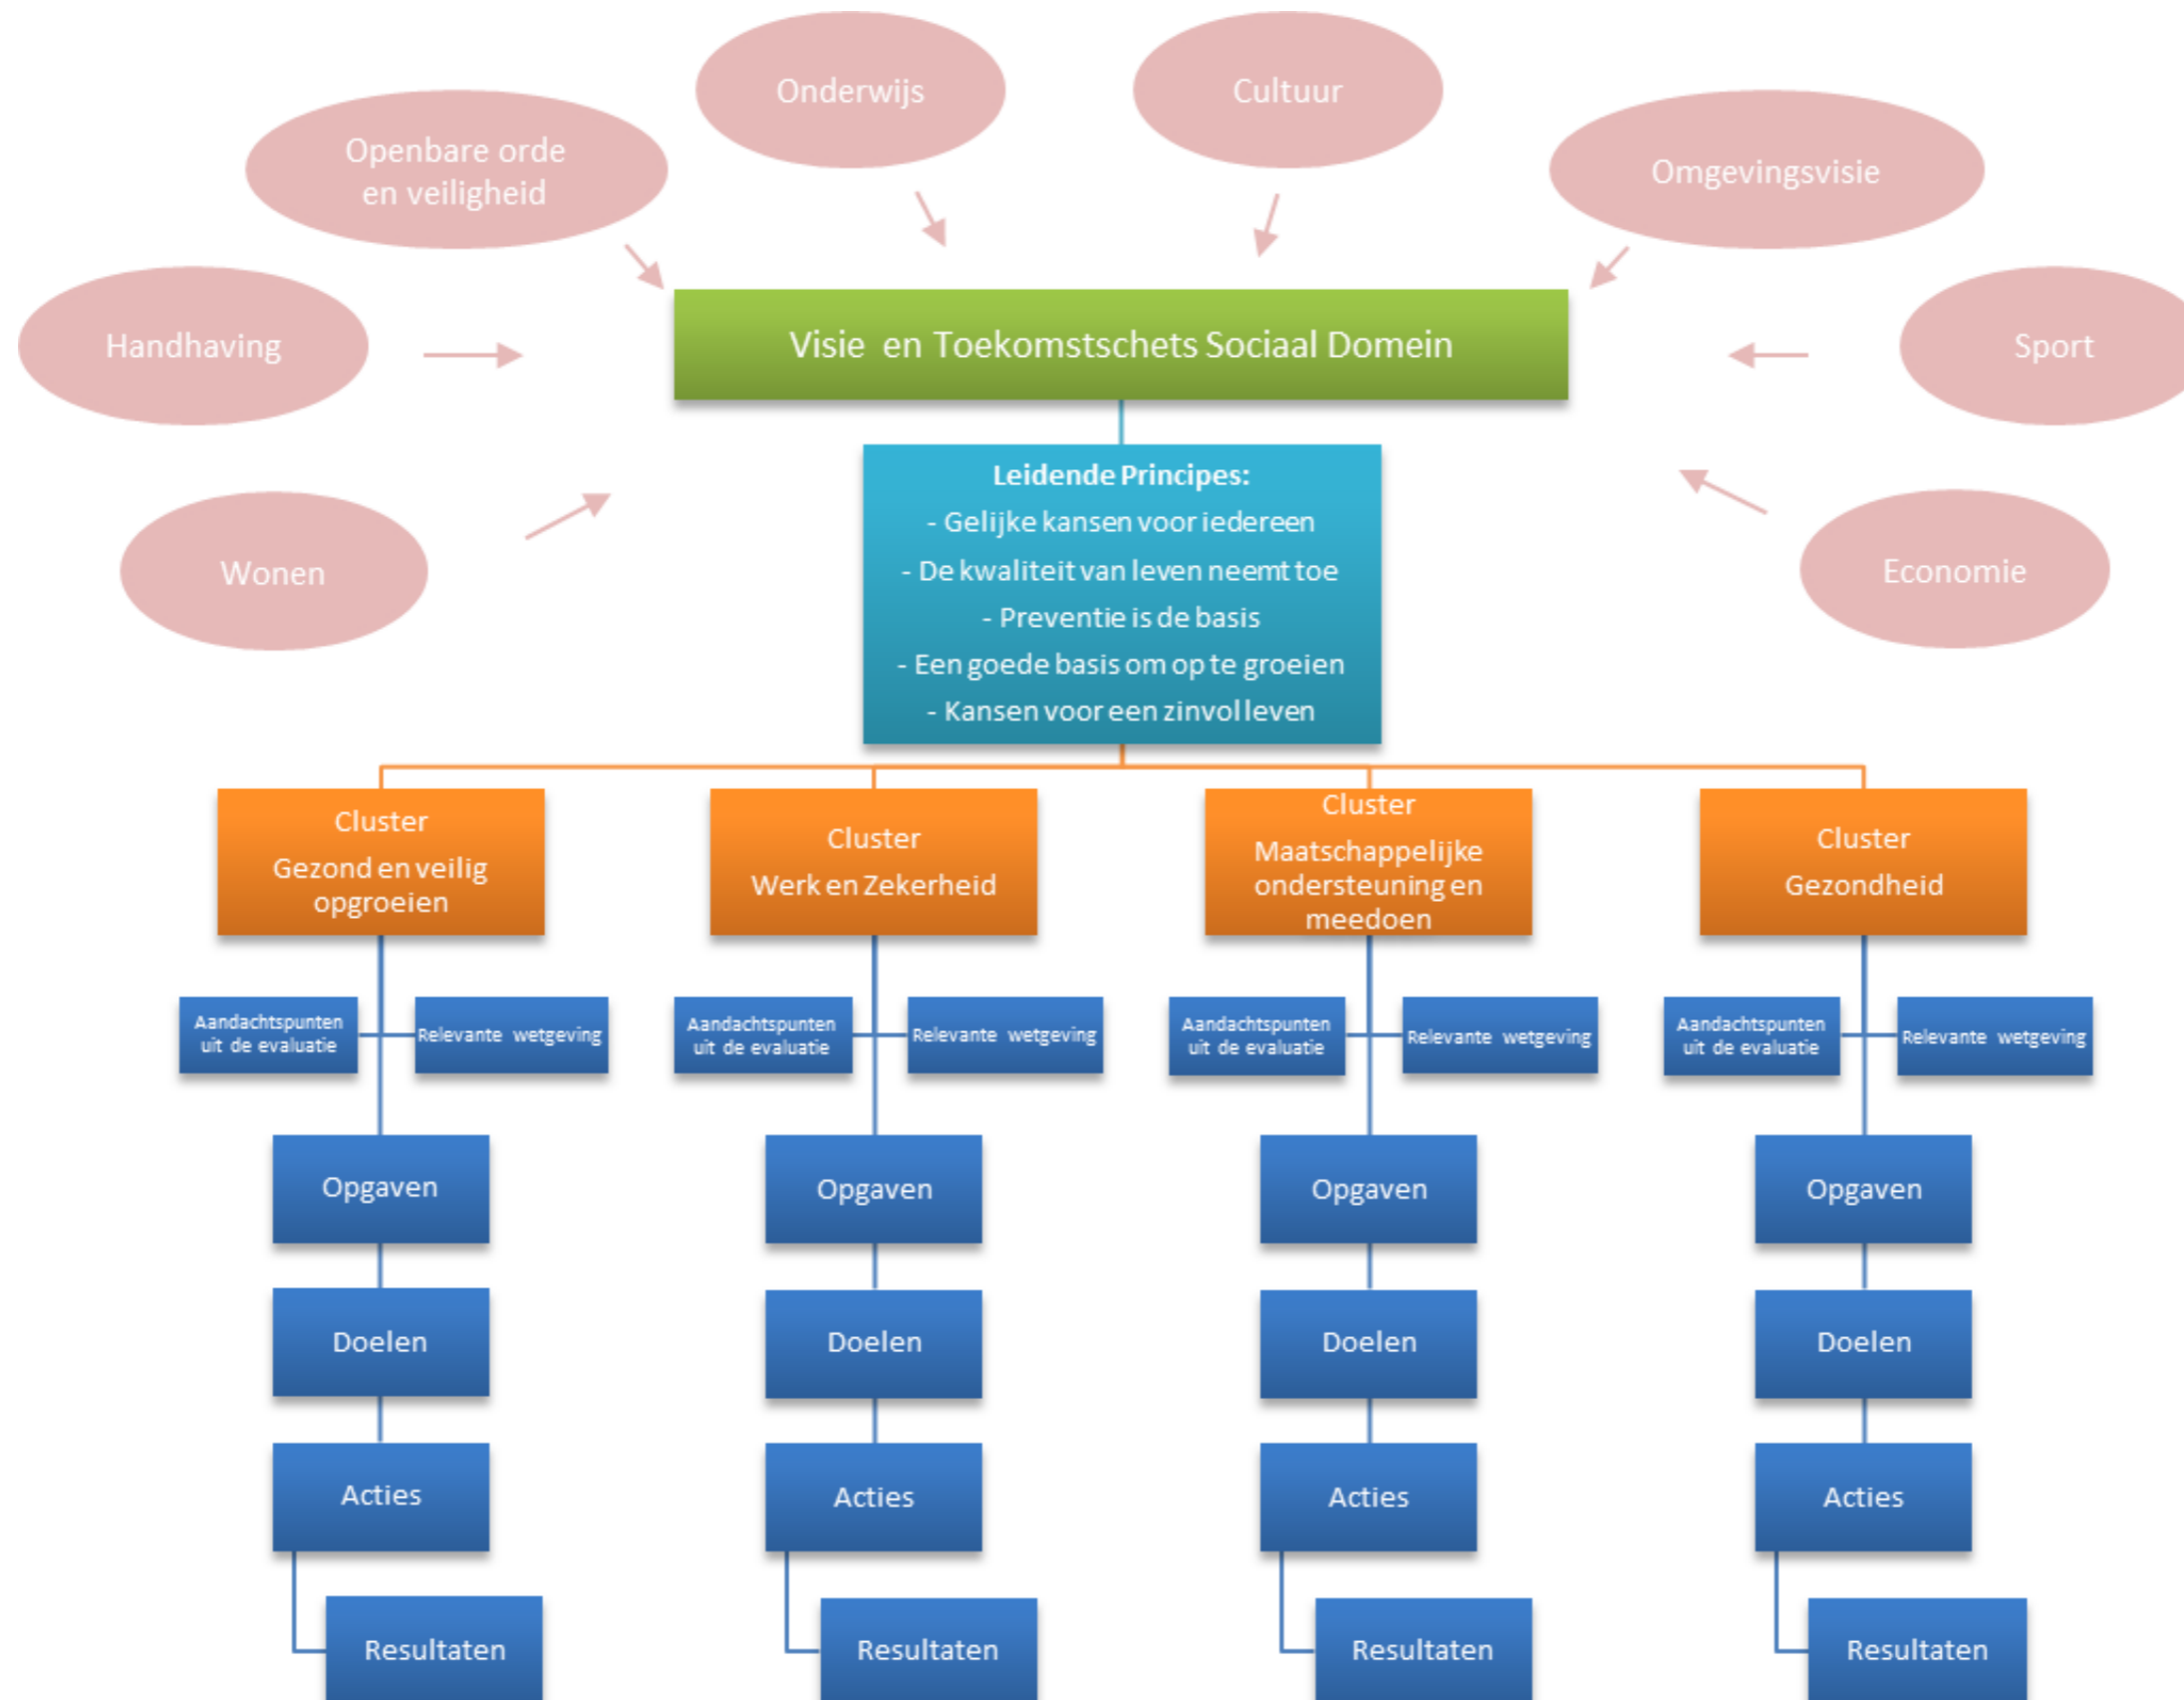 Onderwijs
Cultuur
Openbare orde
en veiligheid
Omgevingsvisie
Handhaving
Visie en Toekomstschets Sociaal Domein
Sport
Wonen
Economie
Leidende Principes:
- Gelijke kansen voor iedereen
- De kwaliteit van leven neemt toe
- Preventie is de basis
- Een goede basis om op te groeien
- Kansen voor een zinvol leven
Cluster
Gezond en veilig
opgroeien
Cluster
Werk en Zekerheid
Cluster
Maatschappelijke
ondersteuning en
meedoen
Cluster
Gezondheid
Aandachtspunten
uit de evaluatie
Relevante wetgeving
Aandachtspunten
uit de evaluatie
Relevante wetgeving
Aandachtspunten
uit de evaluatie
Relevante wetgeving
Aandachtspunten
uit de evaluatie
Relevante wetgeving
Opgaven
Opgaven
Opgaven
Opgaven
Doelen
Doelen
Doelen
Doelen
Acties
Acties
Acties
Acties
Resultaten
Resultaten
Resultaten
Resultaten